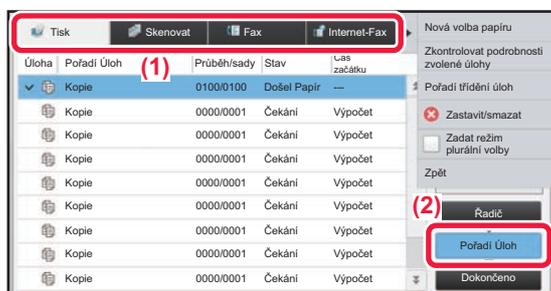 Tisk Skenovat Fax Internet-Fax
(1)
Úloha Pořadí Úloh Průběh/sady Stav Čas začátku
Kopie 0100/0100 Došel Papír ---
Kopie 0000/0001 Čekání Výpočet
Kopie 0000/0001 Čekání Výpočet
Kopie 0000/0001 Čekání Výpočet
Kopie 0000/0001 Čekání Výpočet
Kopie 0000/0001 Čekání Výpočet
Kopie 0000/0001 Čekání Výpočet
Kopie 0000/0001 Čekání Výpočet
Kopie 0000/0001 Čekání Výpočet
Nová volba papíru
Zkontrolovat podrobnosti
zvolené úlohy
Pořadí třídění úloh
Zastavit/smazat
Zadat režim
plurální volby
Zpět
(2)
Řadič
Pořadí Úloh
Dokončeno